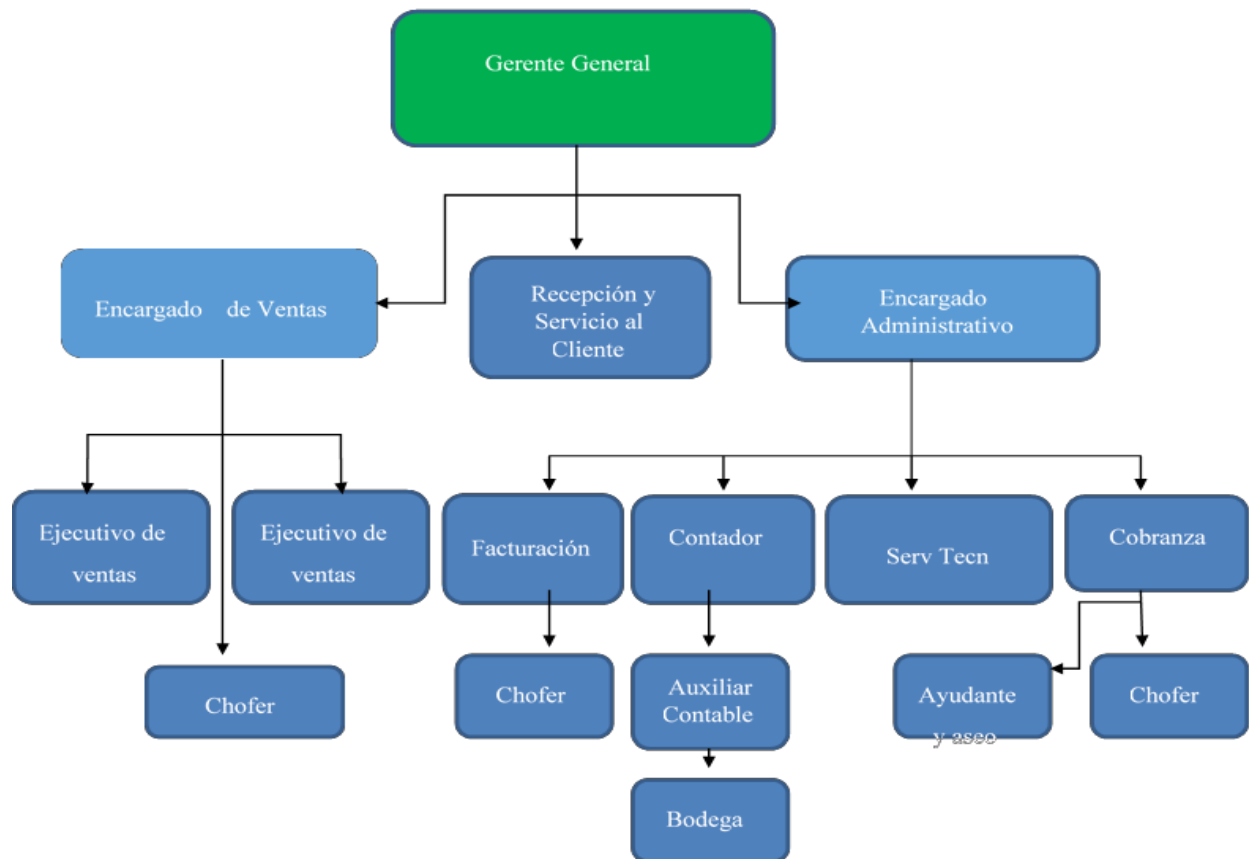 Gerente General
Encargado de Ventas
Recepción y
Servicio al
Cliente
Encargado
Administrativo
Ejecutivo de
ventas
Ejecutivo de
ventas
Facturación
Contador
Serv Tecn
Cobranza
Chofer
Chofer
Auxiliar
Contable
Ayudante
y aseo
Chofer
Bodega